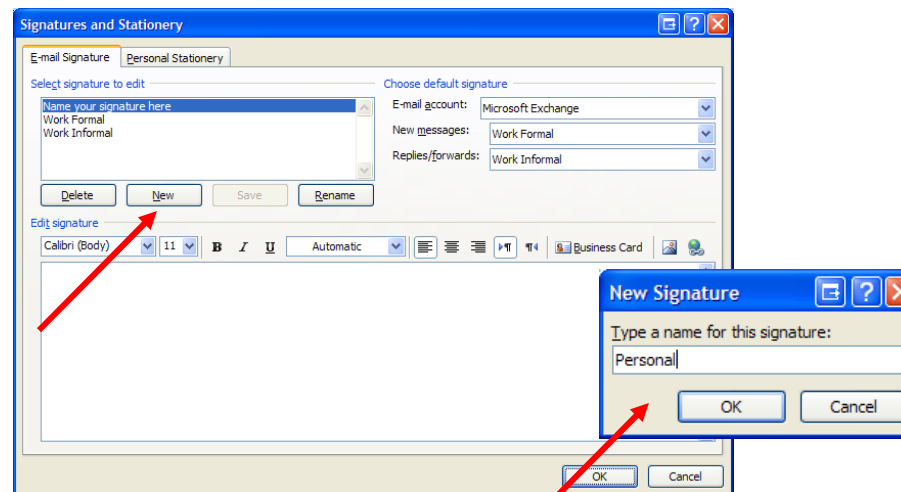 Signatures and Stationery
E-mail Signature Personal Stationery
Select signature to edit
Name your signature here
Work Formal
Work Informal
Delete New Save Rename
Choose default signature
E-mail account: Microsoft Exchange
New messages: Work Formal
Replies/forwards: Work Informal
Edit signature
Calibri (Body) 11 B I U Automatic Business Card
New Signature
Type a name for this signature:
Personal
OK Cancel
OK Cancel